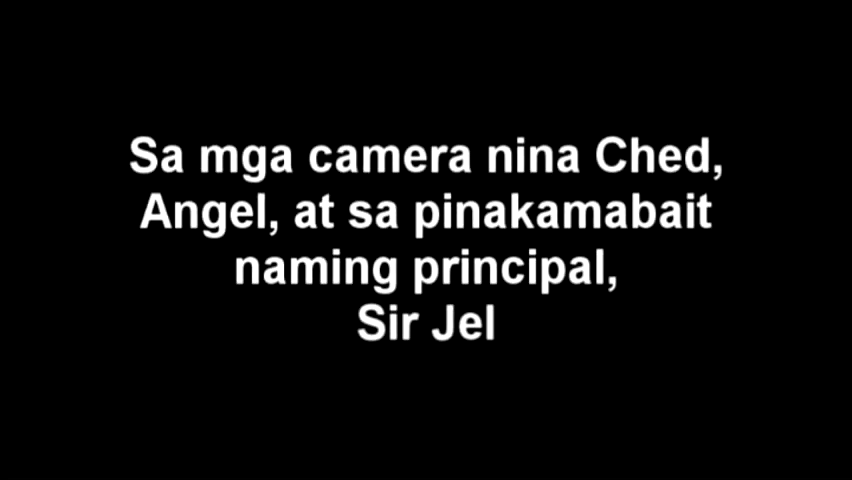 Sa mga camera nina Ched,
Angel, at sa pinakamabait
naming principal,
Sir Jel